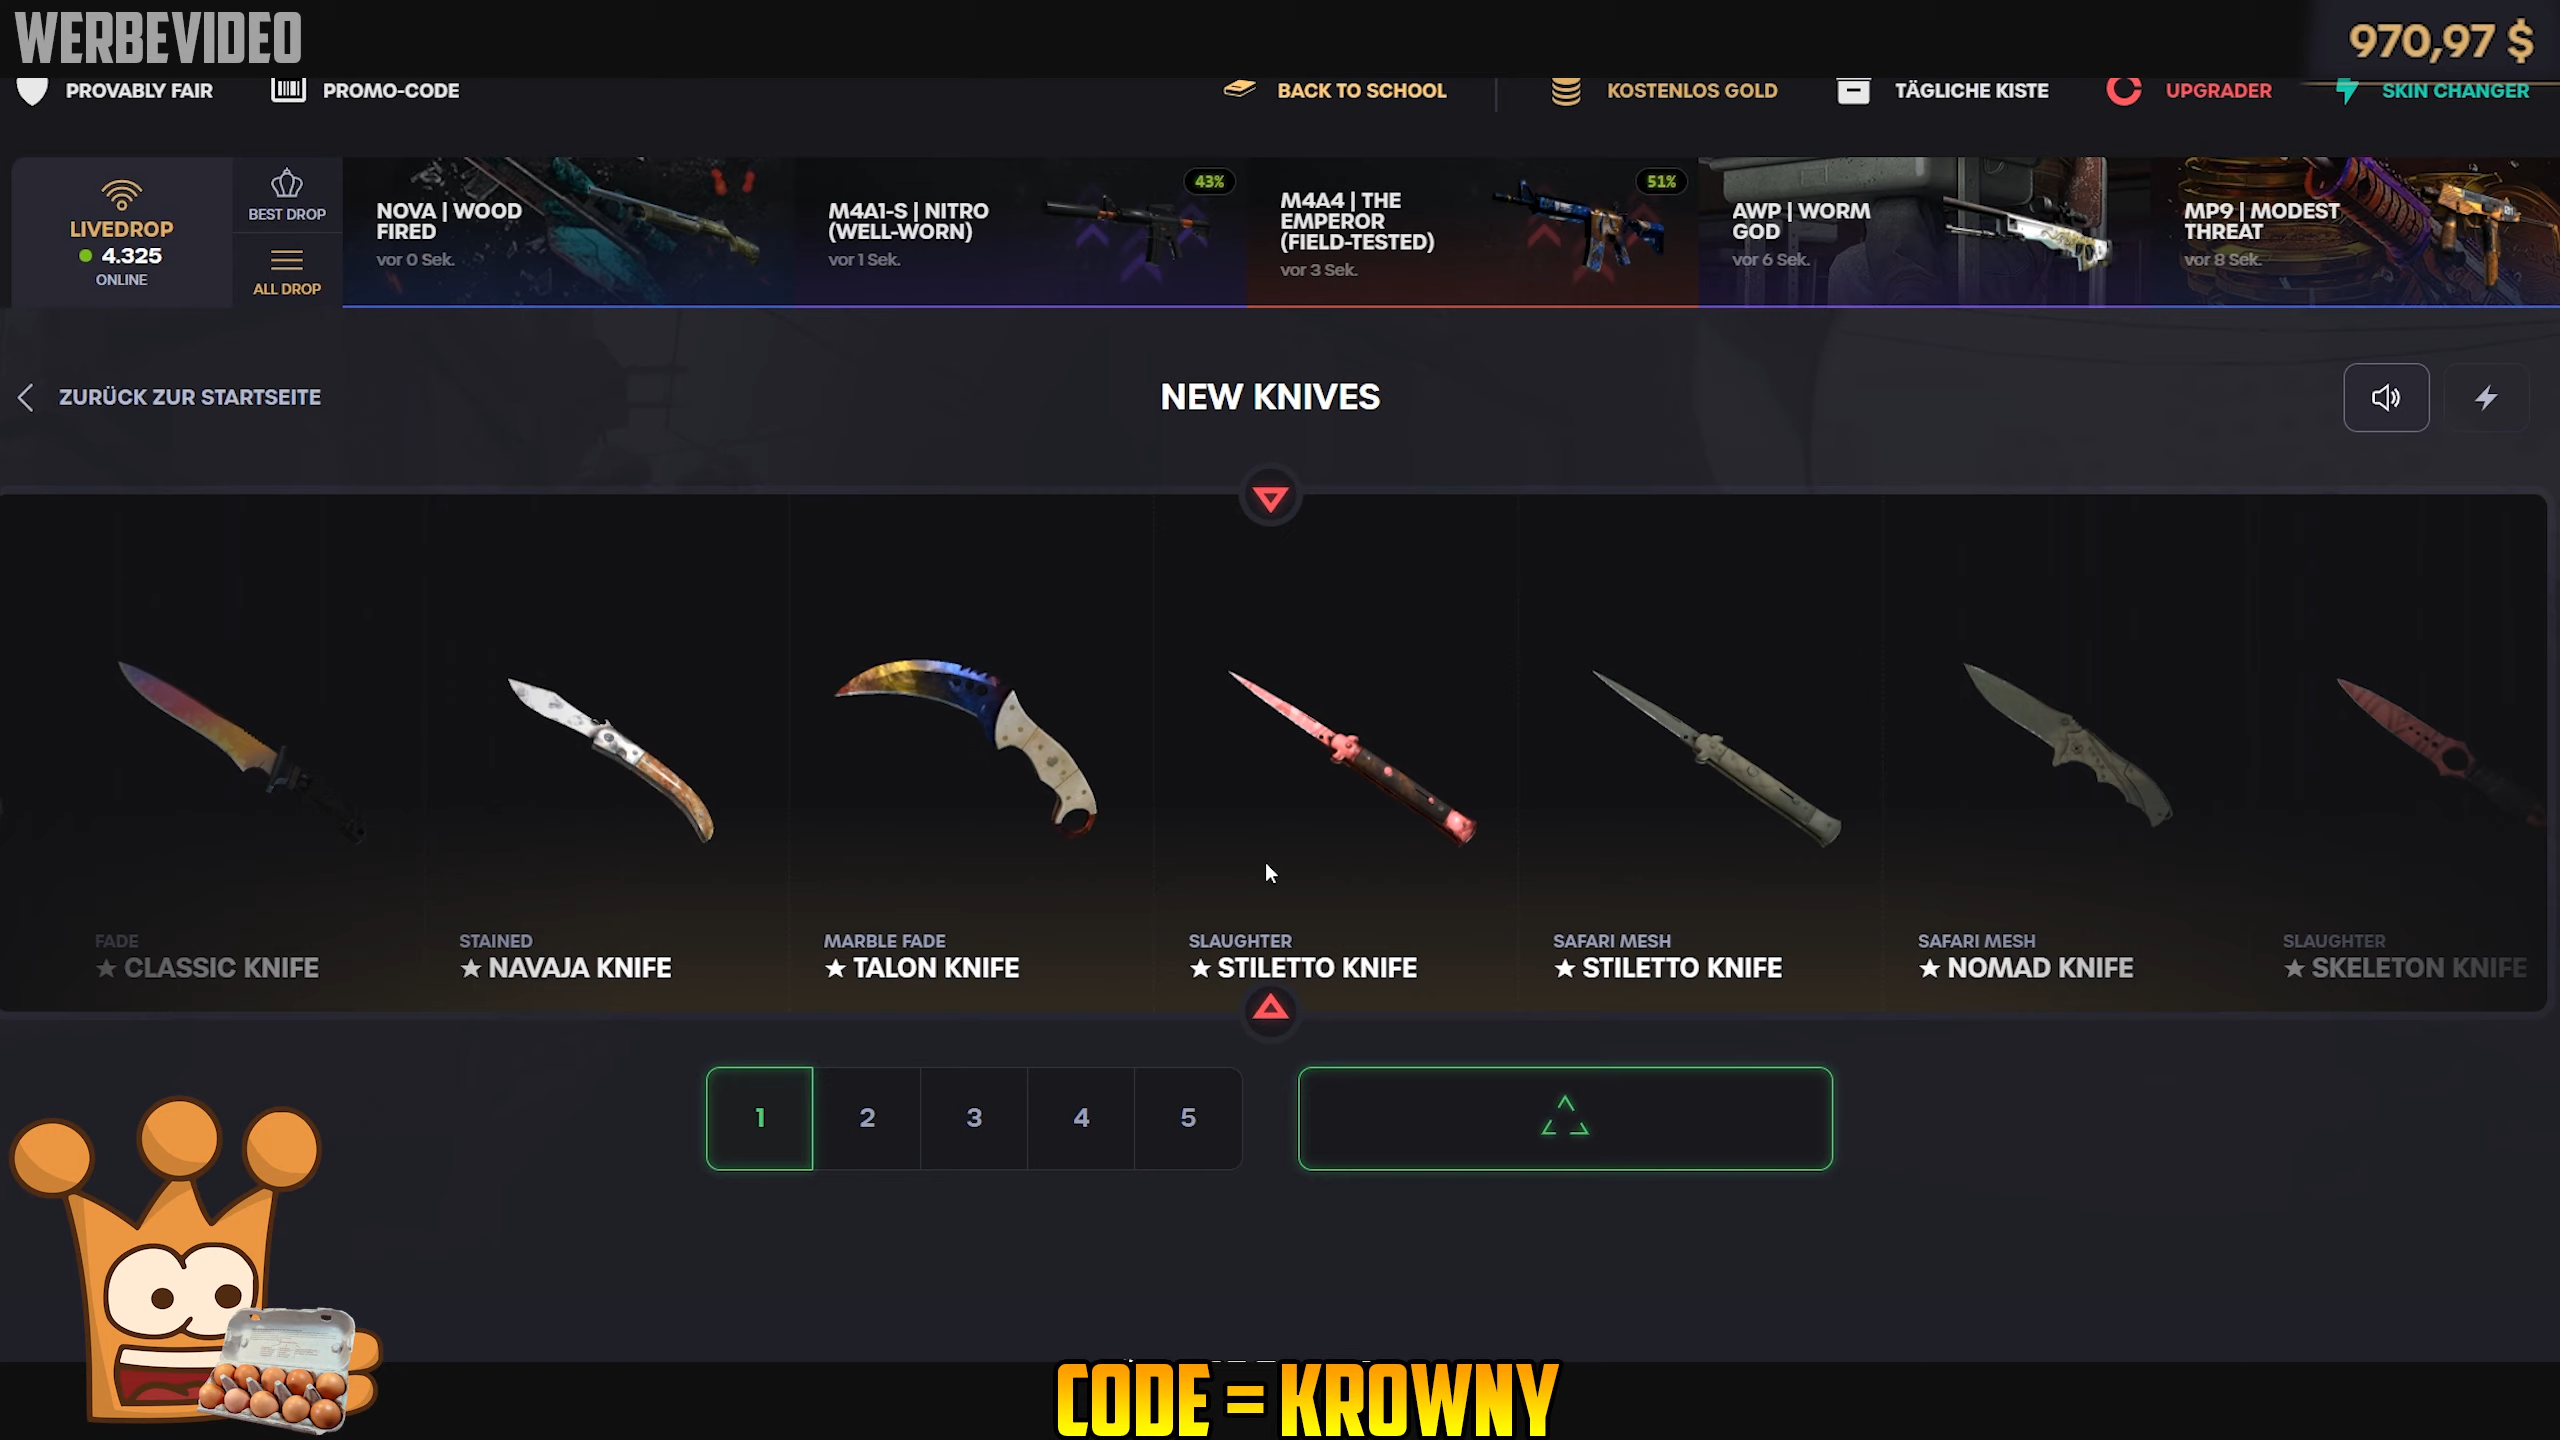 WERBEVIDEO
970,97 $
PROVABLY FAIR
PROMO-CODE
BACK TO SCHOOL
KOSTENLOS GOLD
TÄGLICHE KISTE
UPGRADER
SKIN CHANGER
LIVEDROP
4.325
ONLINE
BEST DROP
ALL DROP
NOVA | WOOD
FIRED
vor 0 Sek.
M4A1-S | NITRO
(WELL-WORN)
vor 1 Sek.
43%
M4A4 | THE
EMPEROR
(FIELD-TESTED)
vor 3 Sek.
51%
AWP | WORM
GOD
vor 6 Sek.
MP9 | MODEST
THREAT
vor 8 Sek.
ZURÜCK ZUR STARTSEITE
NEW KNIVES
FADE
★ CLASSIC KNIFE
STAINED
★ NAVAJA KNIFE
MARBLE FADE
★ TALON KNIFE
SLAUGHTER
★ STILETTO KNIFE
SAFARI MESH
★ STILETTO KNIFE
SAFARI MESH
★ NOMAD KNIFE
SLAUGHTER
★ SKELETON KNIFE
1 2 3 4 5
CODE = KROWNY